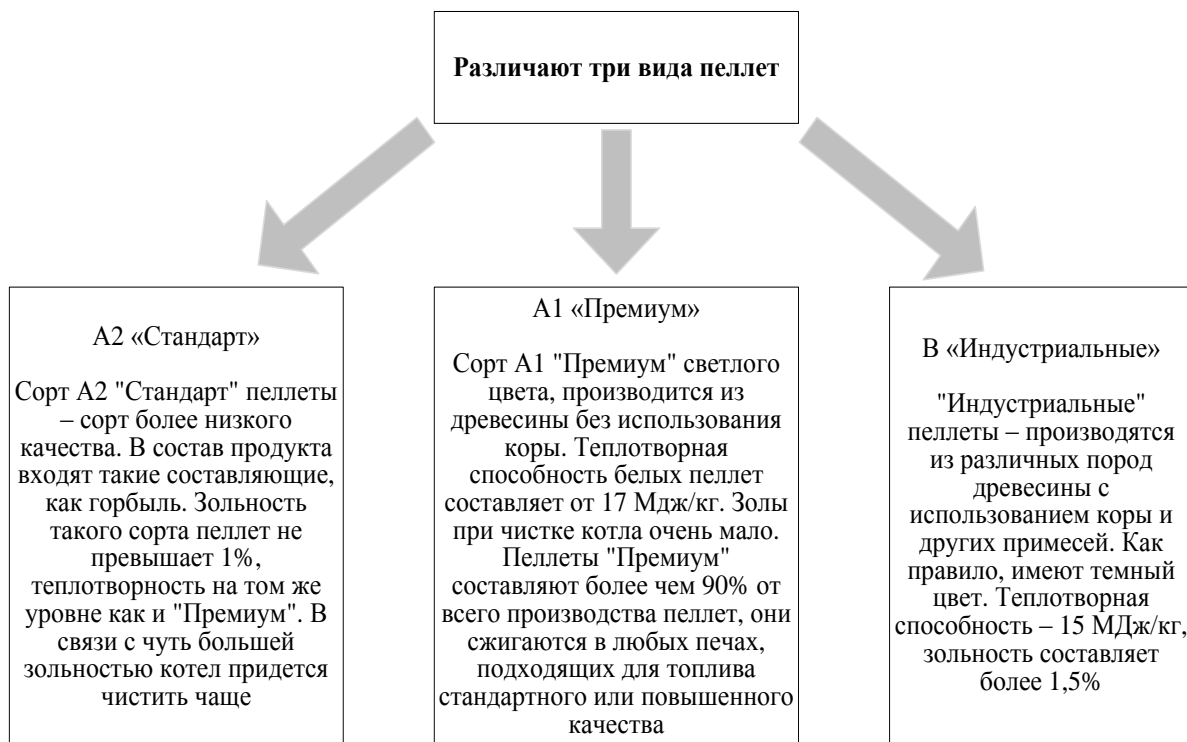 Различают три вида пеллет
А2 «Стандарт»
Сорт А2 "Стандарт" пеллеты
– сорт более низкого
качества. В состав продукта
входят такие составляющие,
как горбыль. Зольность
такого сорта пеллет не
превышает 1%,
теплотворность на том же
уровне как и "Премиум". В
связи с чуть большей
зольностью котел придется
чистить чаще
А1 «Премиум»
Сорт А1 "Премиум" светлого
цвета, производится из
древесины без использования
коры. Теплотворная
способность белых пеллет
составляет от 17 Мдж/кг. Золы
при чистке котла очень мало.
Пеллеты "Премиум"
составляют более чем 90% от
всего производства пеллет, они
сжигаются в любых печах,
подходящих для топлива
стандартного или повышенного
качества
В «Индустриальные»
"Индустриальные"
пеллеты – производятся
из различных пород
древесины с
использованием коры и
других примесей. Как
правило, имеют темный
цвет. Теплотворная
способность – 15 МДж/кг,
зольность составляет
более 1,5%